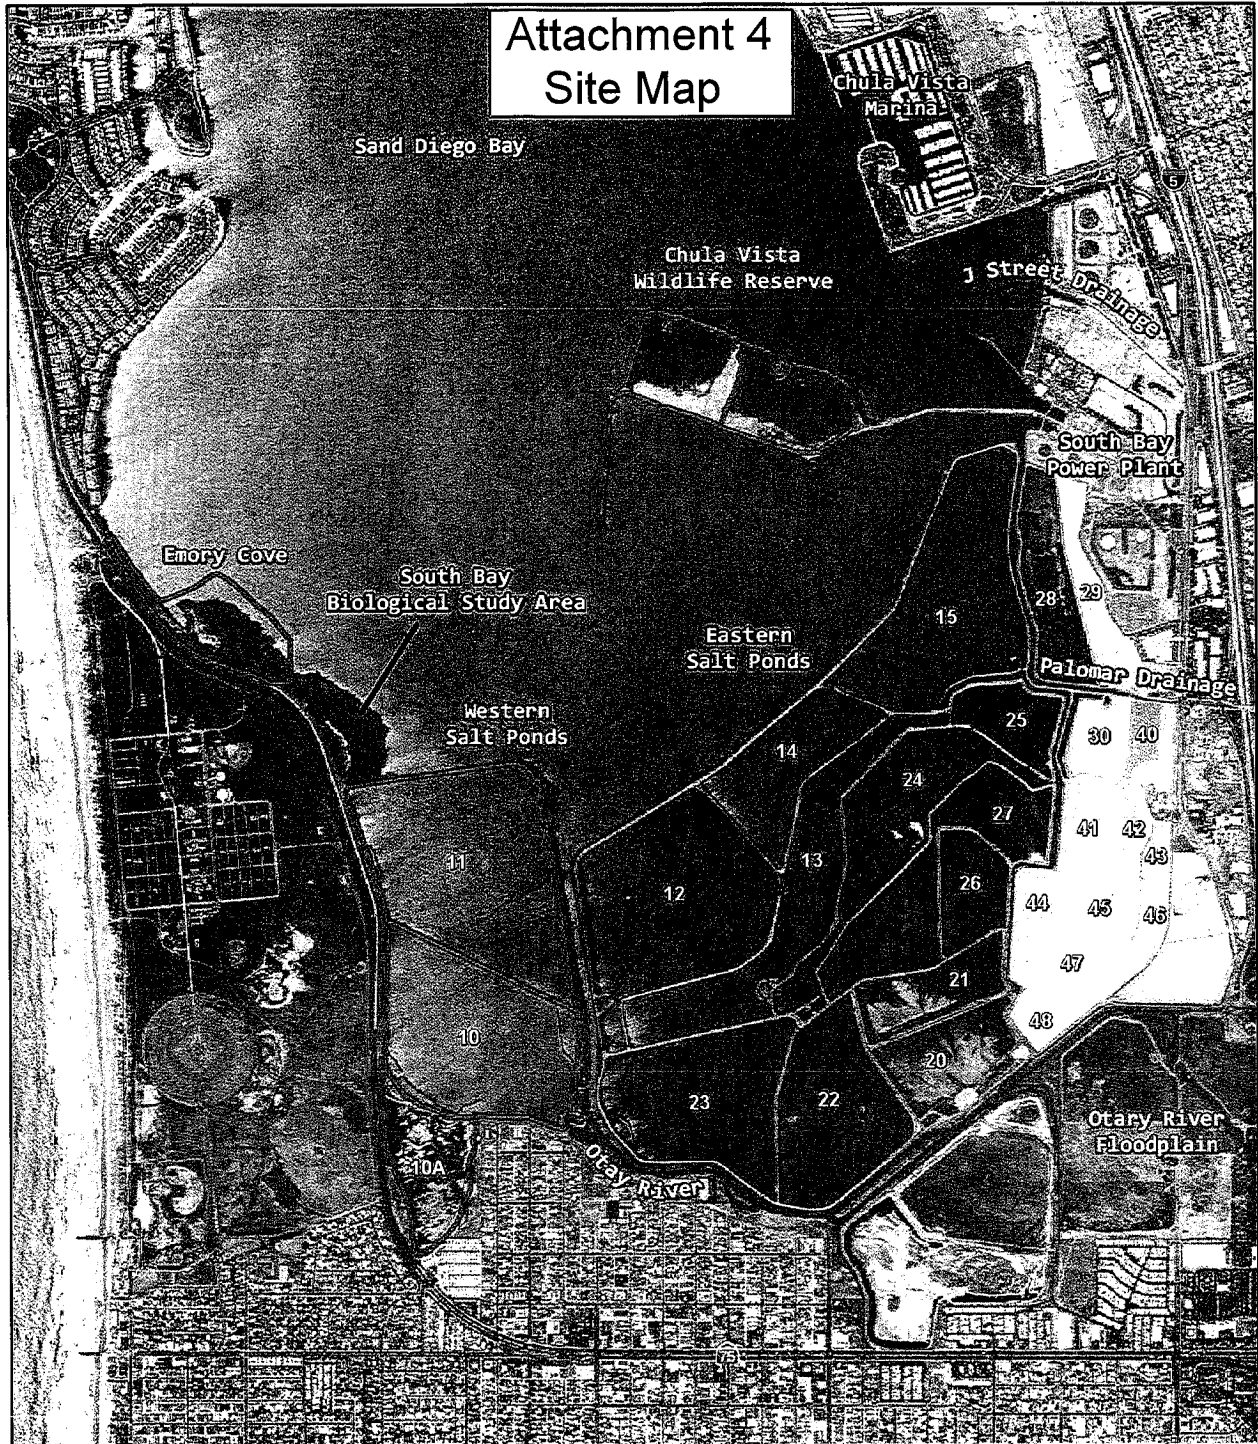 Attachment 4
Site Map
Chula Vista
Marina
Sand Diego Bay
5
Chula Vista
Wildlife Reserve
J Street Drainage
South Bay
Power Plant
Emory Cove
South Bay
Biological Study Area
15
28
29
Eastern
Salt Ponds
Palomar Drainage
Western
Salt Ponds
25
30
40
14
24
27
41
42
13
11
43
12
26
44
45
46
47
21
48
10
20
23
22
Otary River
Floodplain
10A
Otay River
75